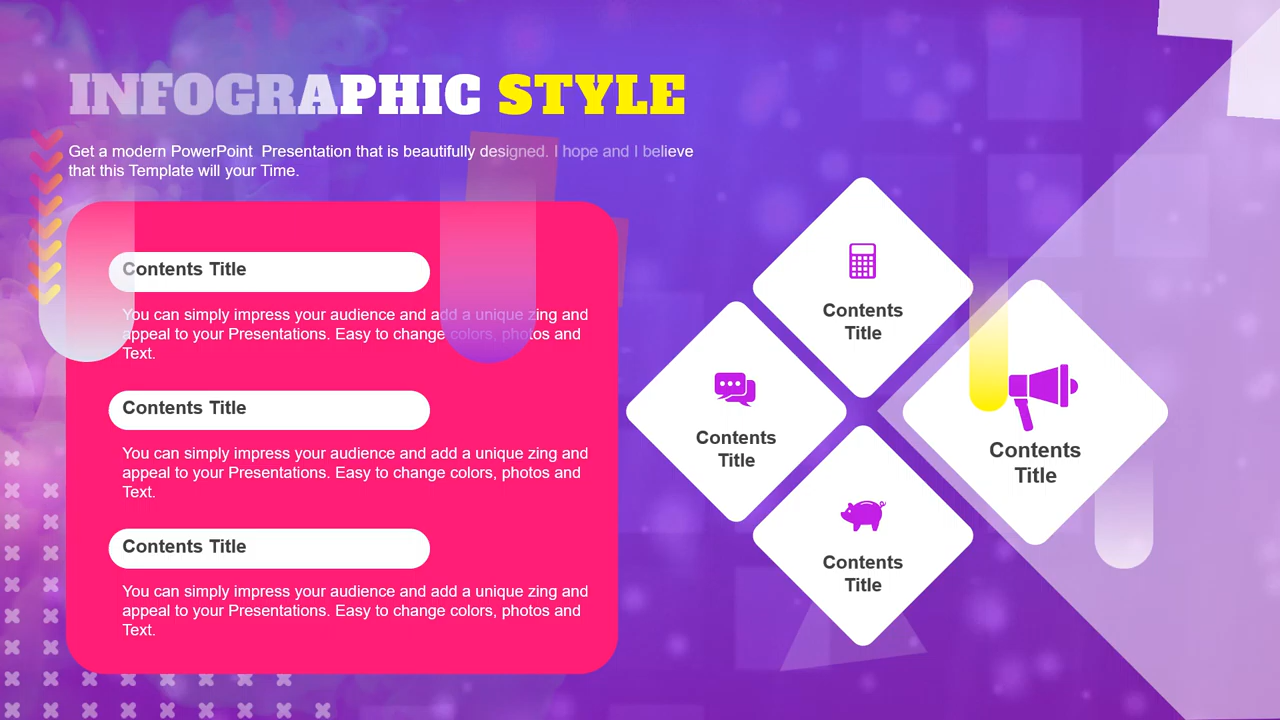 INFOGRAPHIC STYLE
Get a modern PowerPoint  Presentation that is beautifully designed. I hope and I believe
that this Template will your Time.
Contents Title
You can simply impress your audience and add a unique zing and
appeal to your Presentations. Easy to change colors, photos and
Text.
Contents Title
You can simply impress your audience and add a unique zing and
appeal to your Presentations. Easy to change colors, photos and
Text.
Contents Title
You can simply impress your audience and add a unique zing and
appeal to your Presentations. Easy to change colors, photos and
Text.
Contents
Title
Contents
Title
Contents
Title
Contents
Title